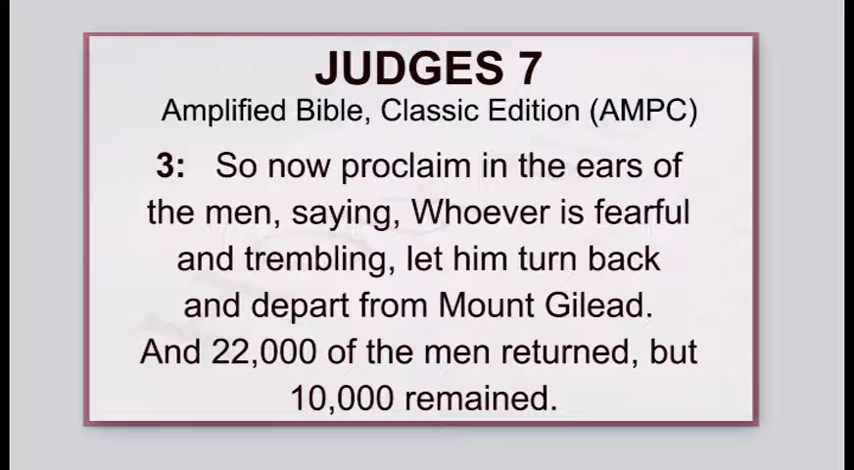 JUDGES 7
Amplified Bible, Classic Edition (AMPC)
3: So now proclaim in the ears of
the men, saying, Whoever is fearful
and trembling, let him turn back
and depart from Mount Gilead.
And 22,000 of the men returned, but
10,000 remained.